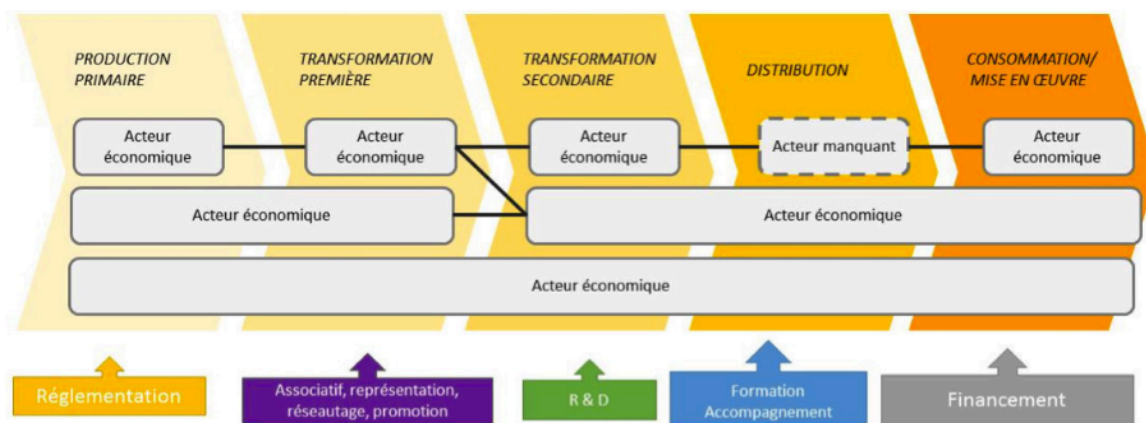 PRODUCTION
PRIMAIRE
TRANSFORMATION
PREMIÈRE
TRANSFORMATION
SECONDAIRE
DISTRIBUTION
CONSOMMATION/
MISE EN ŒUVRE
Acteur
économique
Acteur
économique
Acteur
économique
Acteur manquant
Acteur
économique
Acteur économique
Acteur économique
Acteur économique
Réglementation
Associatif, représentation,
réseautage, promotion
R & D
Formation
Accompagnement
Financement